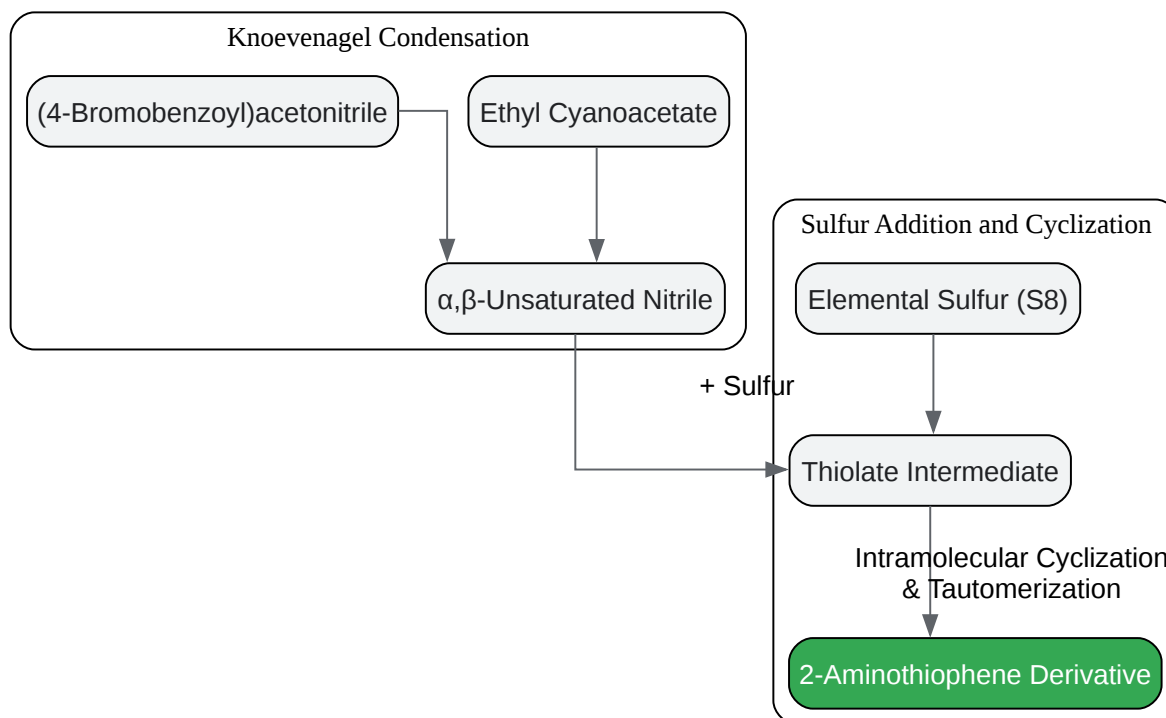 Knoevenagel Condensation
(4-Bromobenzoyl)acetonitrile
Ethyl Cyanoacetate
α,β-Unsaturated Nitrile
Sulfur Addition and Cyclization
Elemental Sulfur (S8)
+ Sulfur
Thiolate Intermediate
Intramolecular Cyclization
& Tautomerization
2-Aminothiophene Derivative